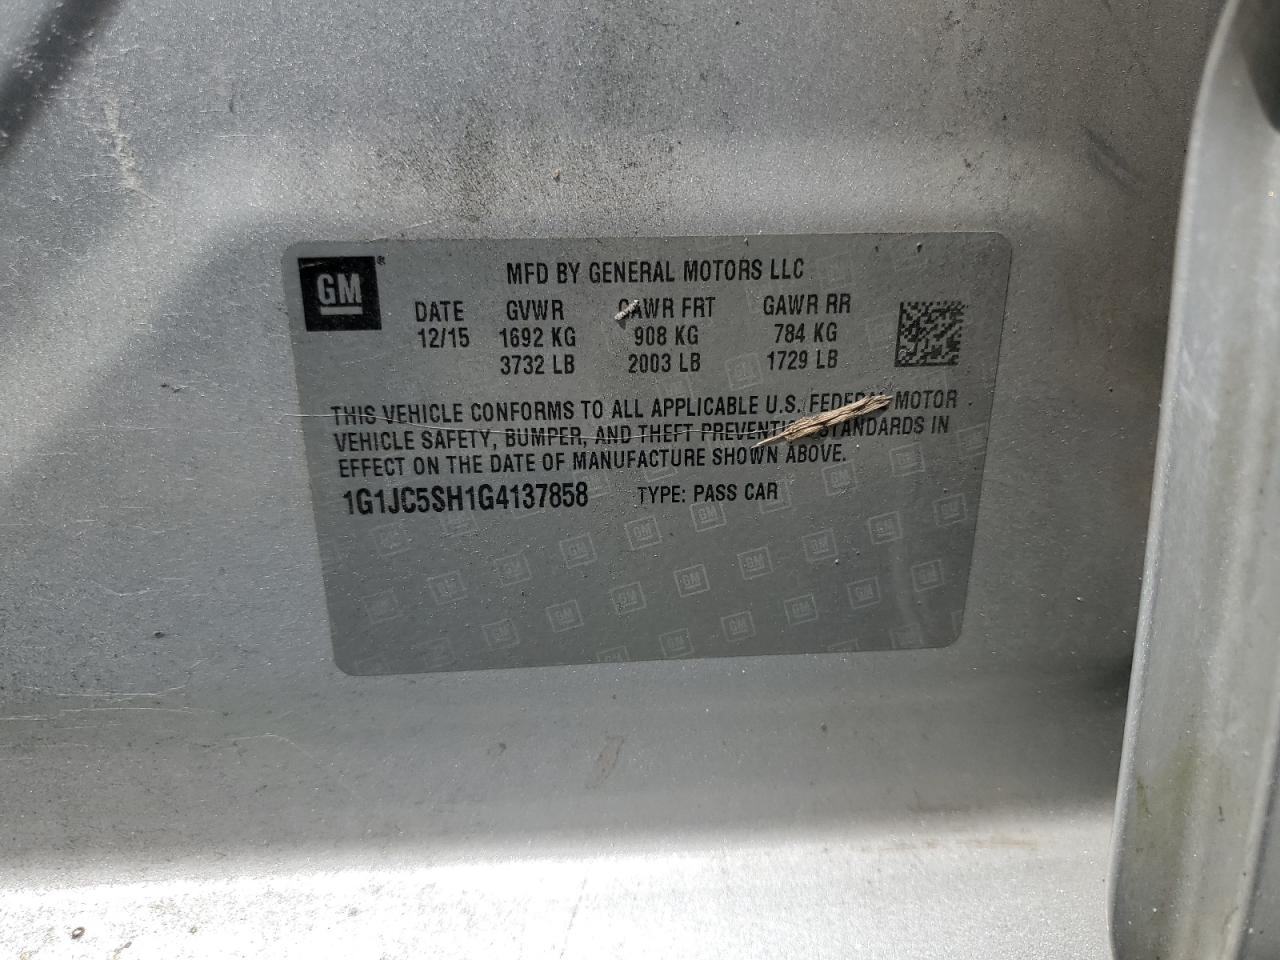 GM ®
MFD BY GENERAL MOTORS LLC
DATE GVWR GAWR FRT GAWR RR
12/15 1692 KG 908 KG 784 KG
3732 LB 2003 LB 1729 LB
THIS VEHICLE CONFORMS TO ALL APPLICABLE U.S. FEDERAL MOTOR
VEHICLE SAFETY, BUMPER, AND THEFT PREVENTION STANDARDS IN
EFFECT ON THE DATE OF MANUFACTURE SHOWN ABOVE.
1G1JC5SH1G4137858 TYPE: PASS CAR